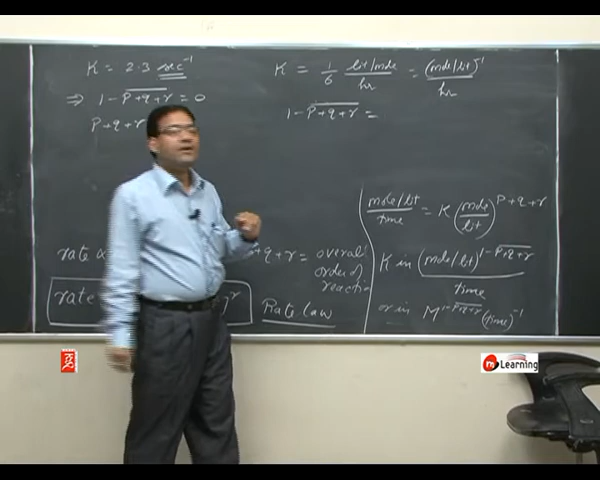 K = 2.3 sec⁻¹
⇒ 1 - P+q+r = 0
P+q+r
K = 1/6 lit/mole/hr = (mole/lit)⁻¹/hr
1 - P+q+r =
mole/lit/time = K (mole/lit)^P+q+r
K in (mole/lit)^1-P+q+r/time
or in M^1-P+q+r (time)⁻¹
rate α
+q+r = overall
order of
reaction
rate
r
Rate law
Learning